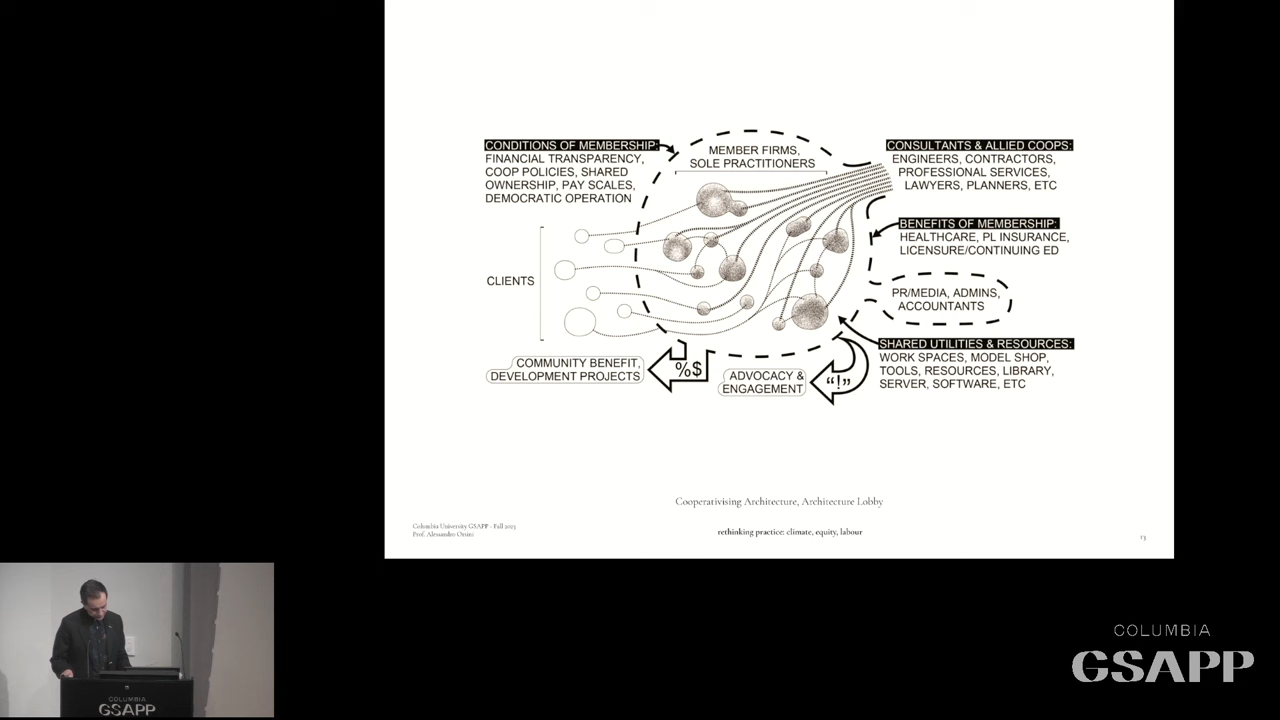 CONDITIONS OF MEMBERSHIP:
FINANCIAL TRANSPARENCY,
COOP POLICIES, SHARED
OWNERSHIP, PAY SCALES,
DEMOCRATIC OPERATION
MEMBER FIRMS,
SOLE PRACTITIONERS
CONSULTANTS & ALLIED COOPS:
ENGINEERS, CONTRACTORS,
PROFESSIONAL SERVICES,
LAWYERS, PLANNERS, ETC
BENEFITS OF MEMBERSHIP:
HEALTHCARE, PL INSURANCE,
LICENSURE/CONTINUING ED
CLIENTS
PR/MEDIA, ADMINS,
ACCOUNTANTS
SHARED UTILITIES & RESOURCES:
WORK SPACES, MODEL SHOP,
TOOLS, RESOURCES, LIBRARY,
SERVER, SOFTWARE, ETC
COMMUNITY BENEFIT,
DEVELOPMENT PROJECTS
%$
ADVOCACY &
ENGAGEMENT
“!”
Cooperativising Architecture, Architecture Lobby
Columbia University GSAPP - Fall 2023
Prof. Alessandro Orsini
rethinking practice: climate, equity, labour
13
COLUMBIA
GSAPP
COLUMBIA
GSAPP